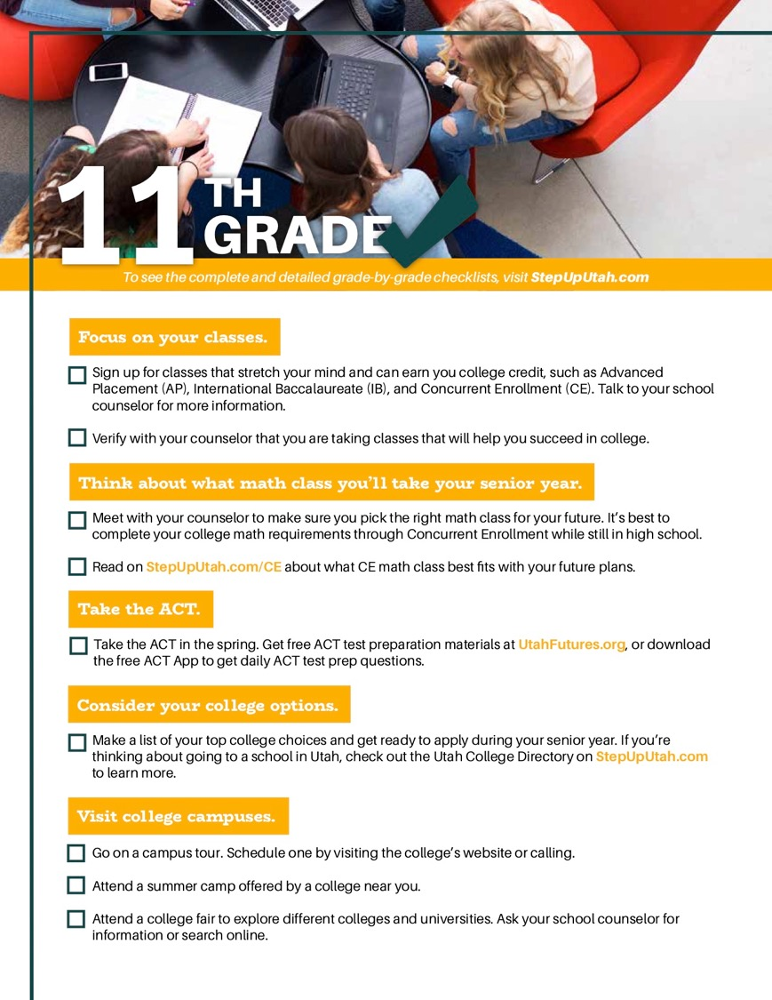 11
TH
GRADE
To see the complete and detailed grade-by-grade checklists, visit StepUpUtah.com
Focus on your classes.
Sign up for classes that stretch your mind and can earn you college credit, such as Advanced
Placement (AP), International Baccalaureate (IB), and Concurrent Enrollment (CE). Talk to your school
counselor for more information.
Verify with your counselor that you are taking classes that will help you succeed in college.
Think about what math class you’ll take your senior year.
Meet with your counselor to make sure you pick the right math class for your future. It’s best to
complete your college math requirements through Concurrent Enrollment while still in high school.
Read on StepUpUtah.com/CE about what CE math class best fits with your future plans.
Take the ACT.
Take the ACT in the spring. Get free ACT test preparation materials at UtahFutures.org, or download
the free ACT App to get daily ACT test prep questions.
Consider your college options.
Make a list of your top college choices and get ready to apply during your senior year. If you’re
thinking about going to a school in Utah, check out the Utah College Directory on StepUpUtah.com
to learn more.
Visit college campuses.
Go on a campus tour. Schedule one by visiting the college’s website or calling.
Attend a summer camp offered by a college near you.
Attend a college fair to explore different colleges and universities. Ask your school counselor for
information or search online.